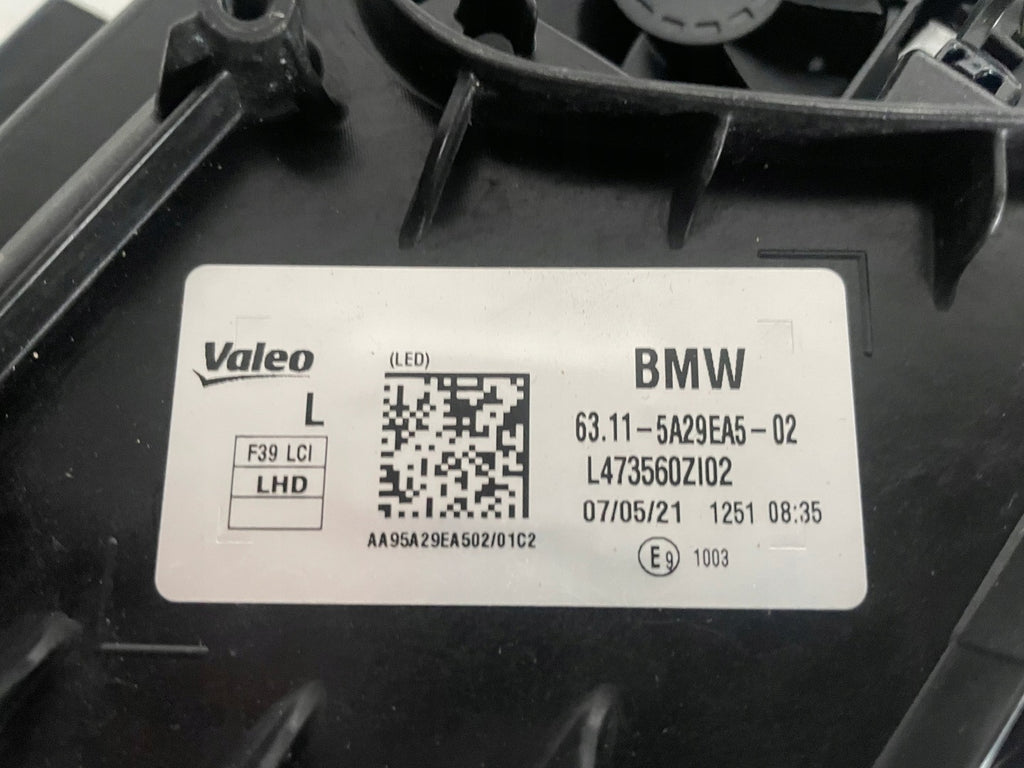 Valeo
L
F39 LCI
LHD
(LED)
AA95A29EA502/01C2
BMW
63.11-5A29EA5-02
L473560ZI02
07/05/21 1251 08:35
E9 1003